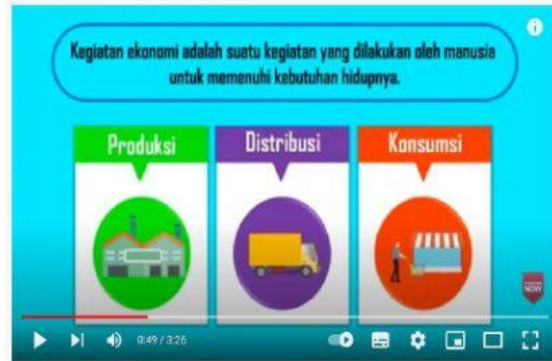 Kegiatan ekonomi adalah suatu kegiatan yang dilakukan oleh manusia
untuk memenuhi kebutuhan hidupnya.
Produksi
Distribusi
Konsumsi
NOW
0:49 / 3:26